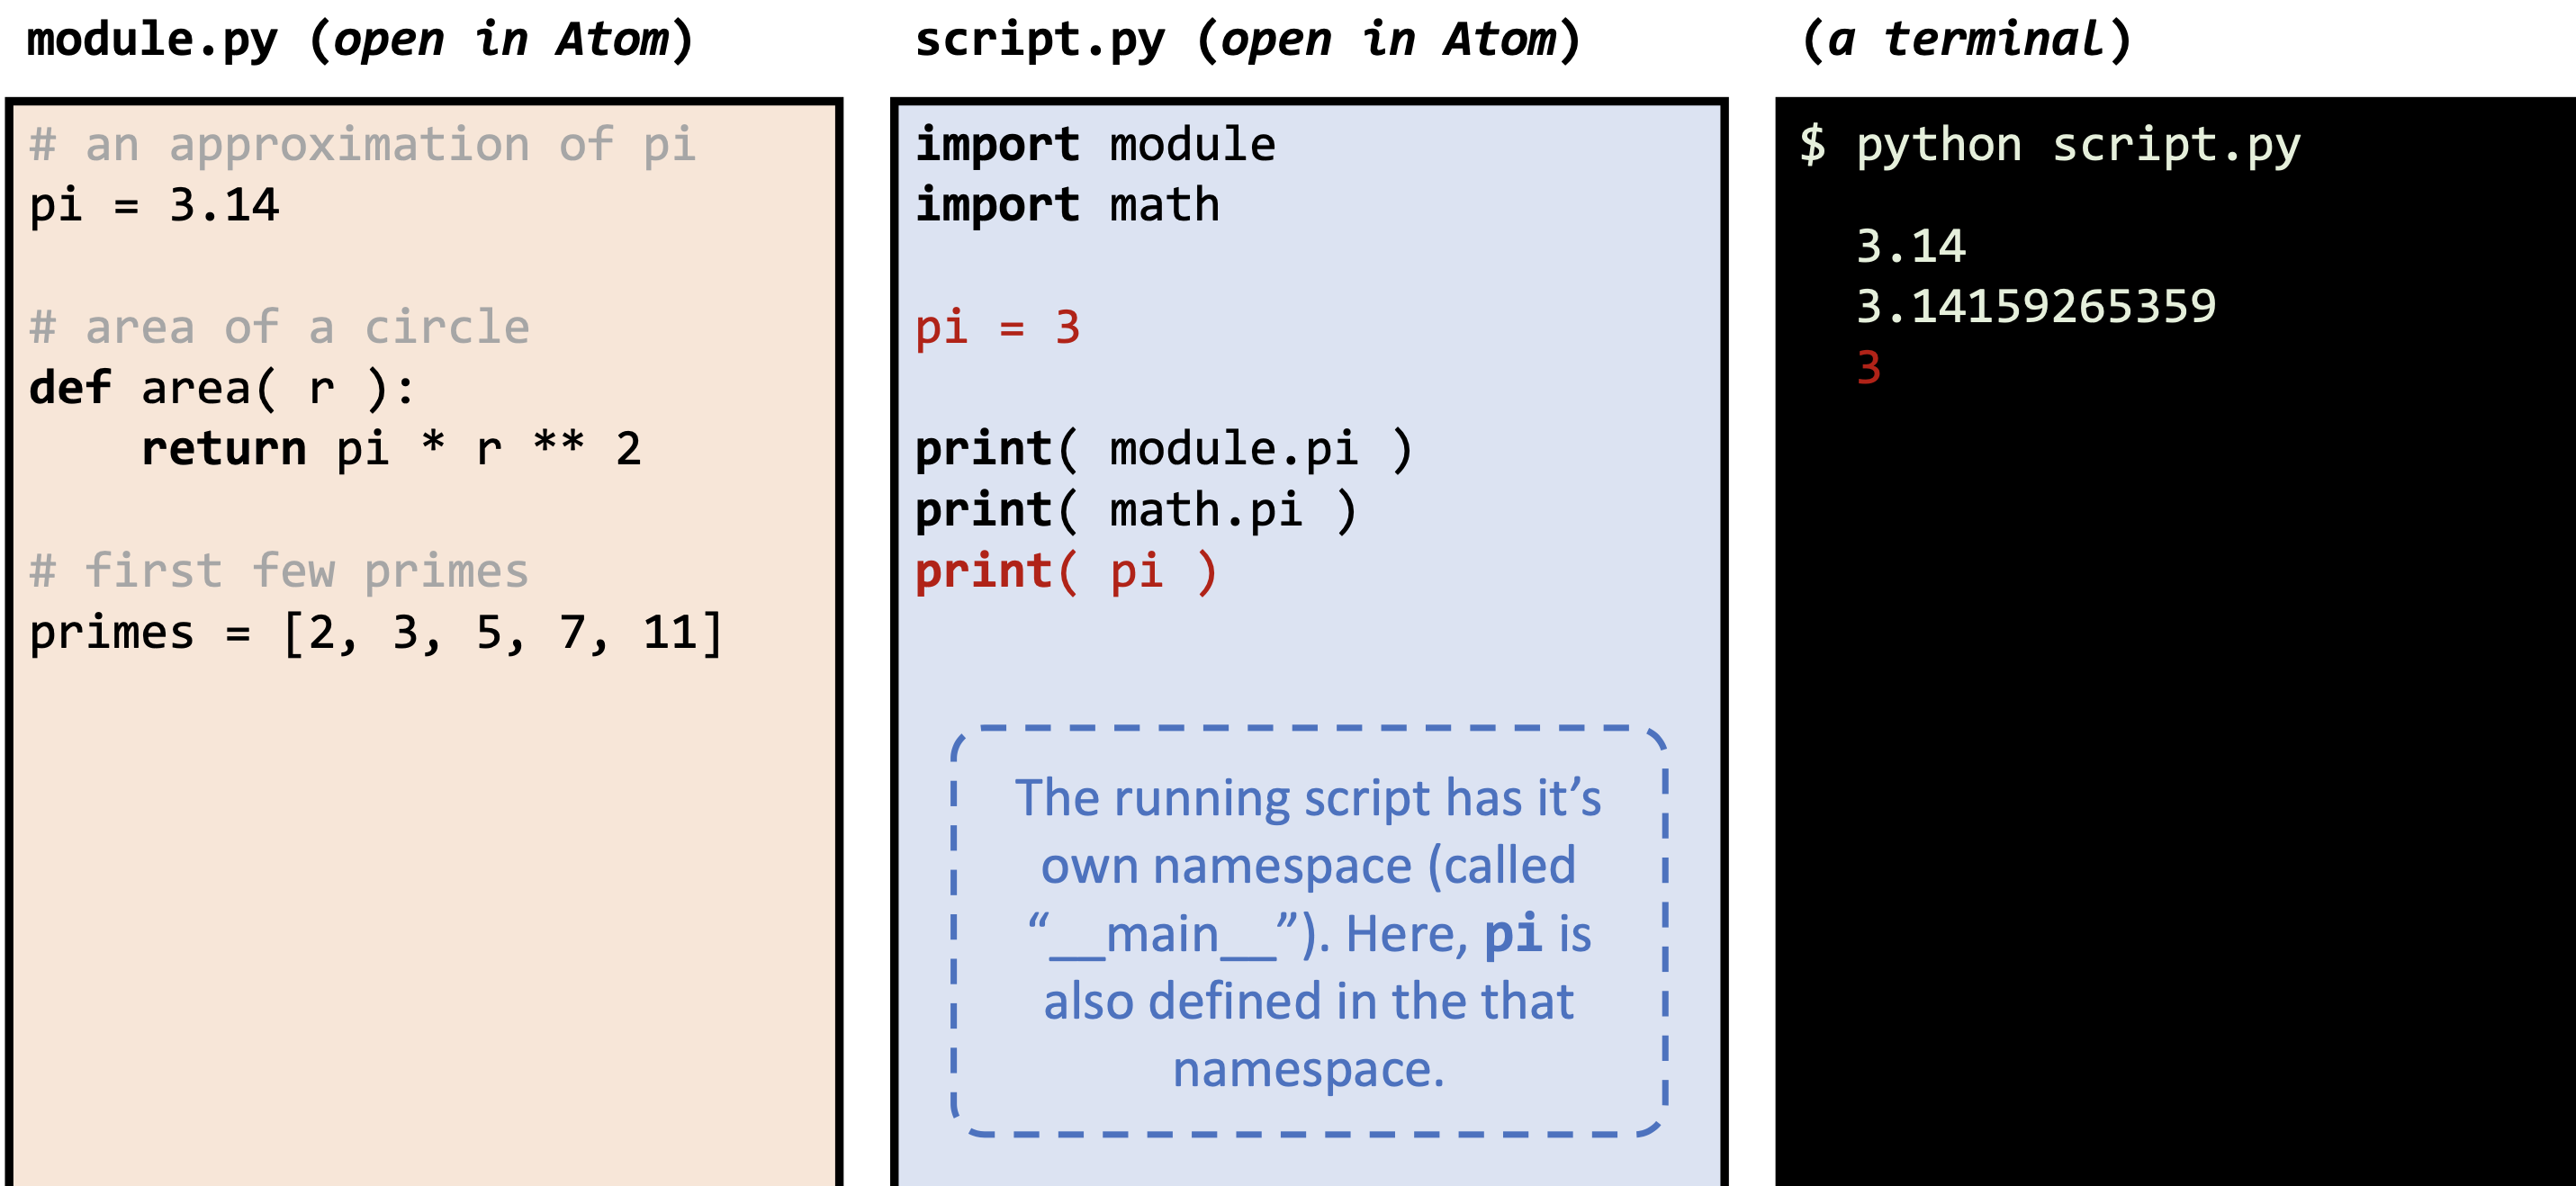 module.py (open in Atom)
# an approximation of pi
pi = 3.14
# area of a circle
def area( r ):
    return pi * r ** 2
# first few primes
primes = [2, 3, 5, 7, 11]
script.py (open in Atom)
import module
import math
pi = 3
print( module.pi )
print( math.pi )
print( pi )
The running script has it’s
own namespace (called
“__main__”). Here, pi is
also defined in the that
namespace.
(a terminal)
$ python script.py
3.14
3.14159265359
3